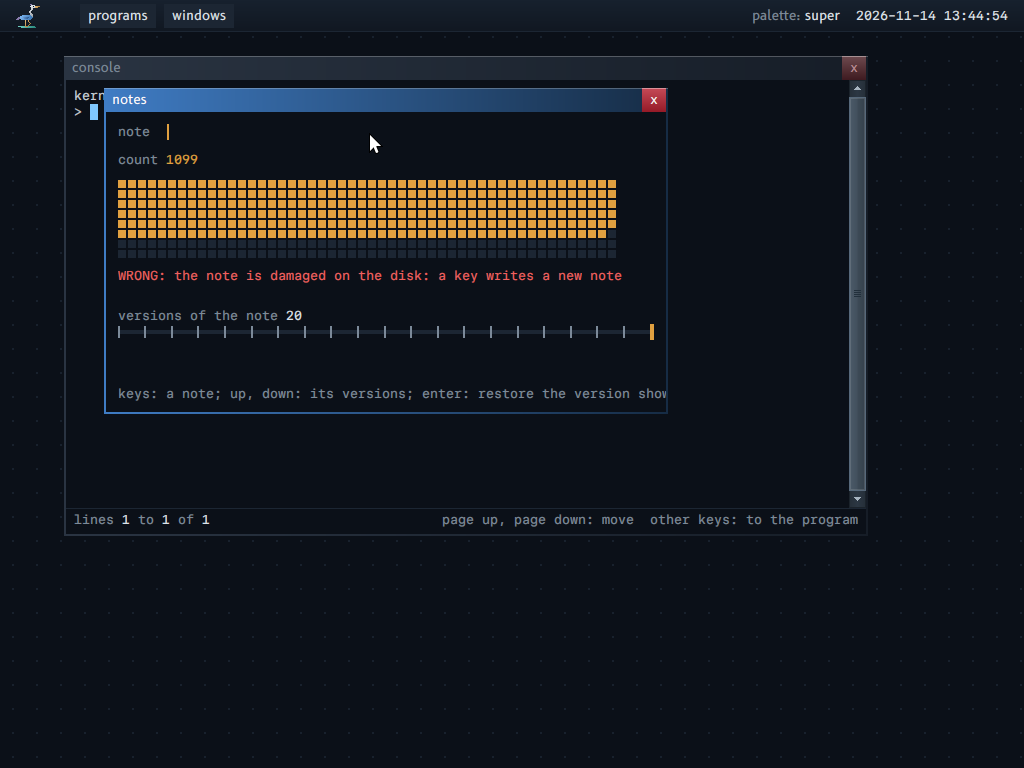 programs windows palette: super 2026-11-14 13:44:54
console x
kern
>
notes x
note
count 1099
WRONG: the note is damaged on the disk: a key writes a new note
versions of the note 20
keys: a note; up, down: its versions; enter: restore the version show
lines 1 to 1 of 1 page up, page down: move other keys: to the program